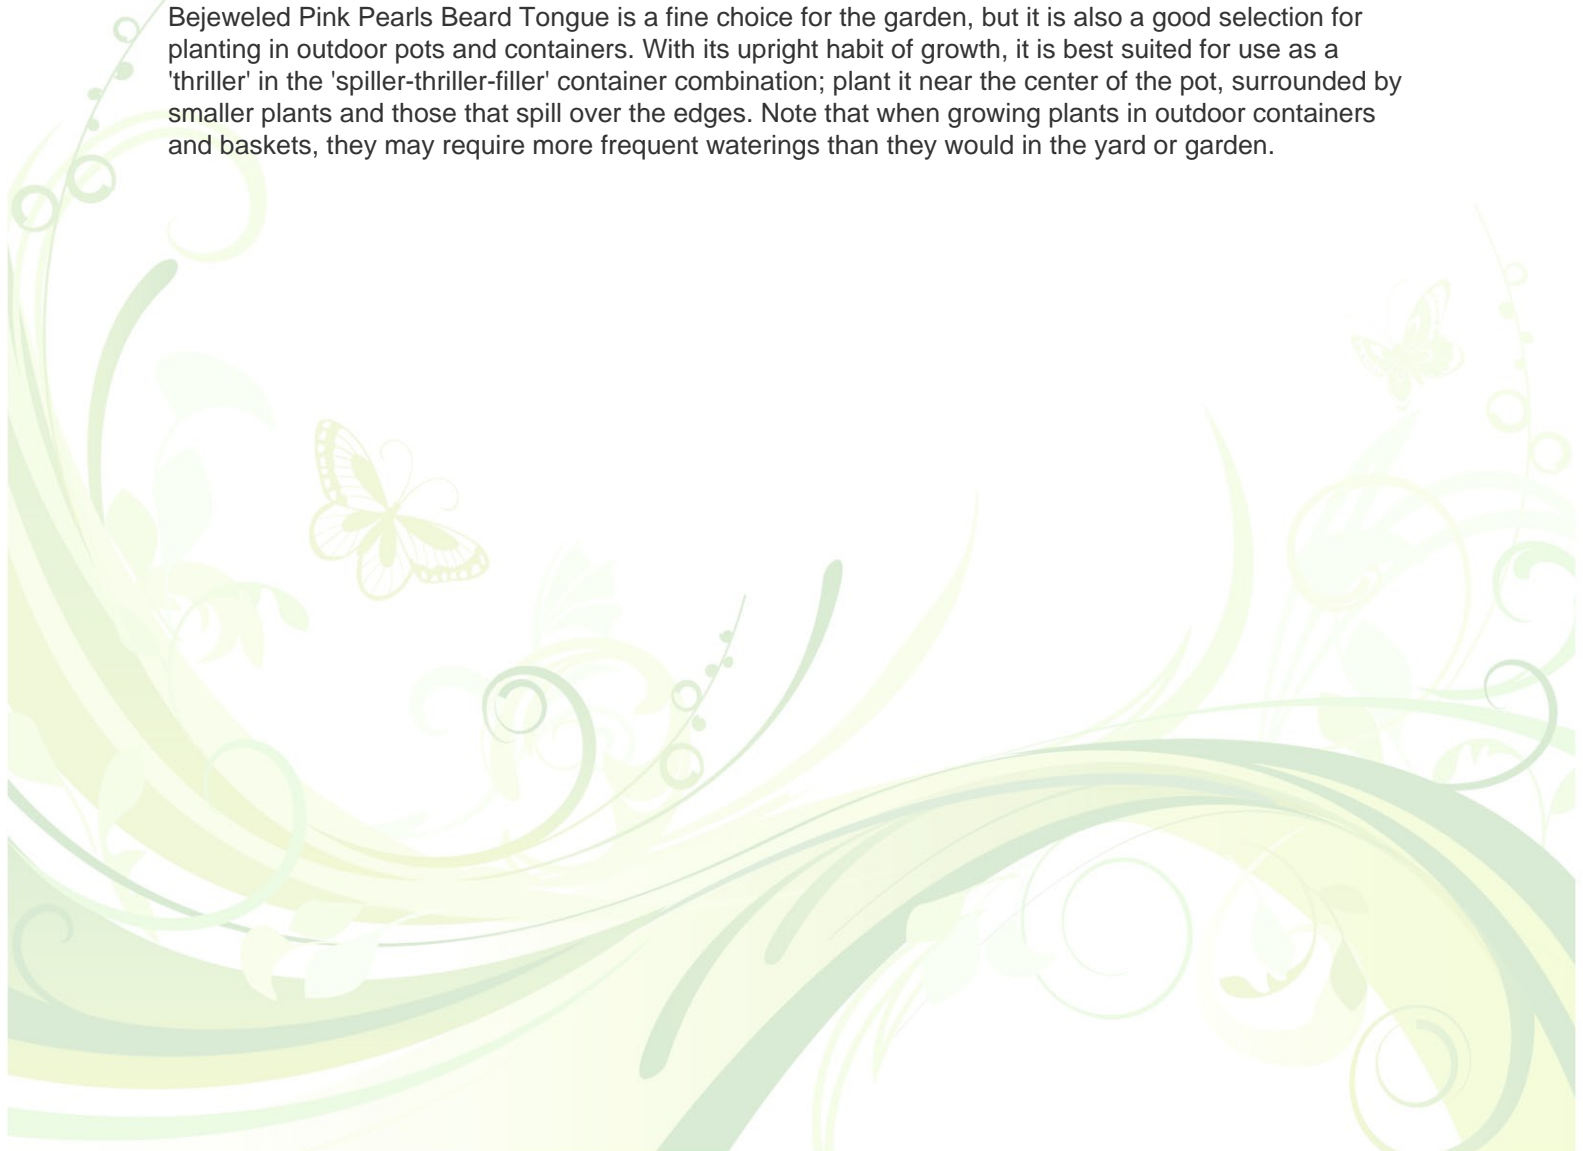 Bejeweled Pink Pearls Beard Tongue is a fine choice for the garden, but it is also a good selection for
planting in outdoor pots and containers. With its upright habit of growth, it is best suited for use as a
'thriller' in the 'spiller-thriller-filler' container combination; plant it near the center of the pot, surrounded by
smaller plants and those that spill over the edges. Note that when growing plants in outdoor containers
and baskets, they may require more frequent waterings than they would in the yard or garden.